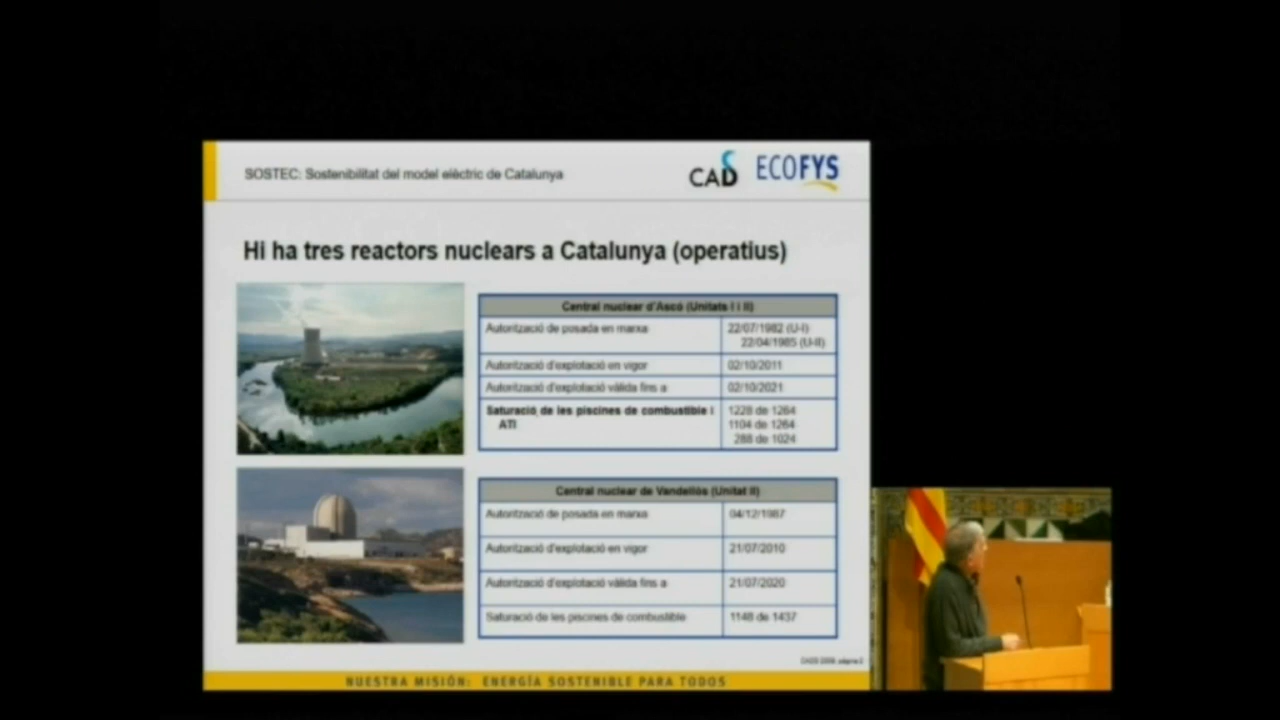 SOSTEC: Sostenibilitat del model elèctric de Catalunya
CADS
ECOFYS
Hi ha tres reactors nuclears a Catalunya (operatius)
Central nuclear d'Ascó (Unitats I i II)
Autorització de posada en marxa
22/07/1982 (U-I)
22/04/1985 (U-II)
Autorització d'explotació en vigor
02/10/2011
Autorització d'explotació vàlida fins a
02/10/2021
Saturació de les piscines de combustible i
ATI
1228 de 1264
1104 de 1264
288 de 1024
Central nuclear de Vandellòs (Unitat II)
Autorització de posada en marxa
04/12/1987
Autorització d'explotació en vigor
21/07/2010
Autorització d'explotació vàlida fins a
21/07/2020
Saturació de les piscines de combustible
1148 de 1437
NUESTRA MISIÓN: ENERGÍA SOSTENIBLE PARA TODOS